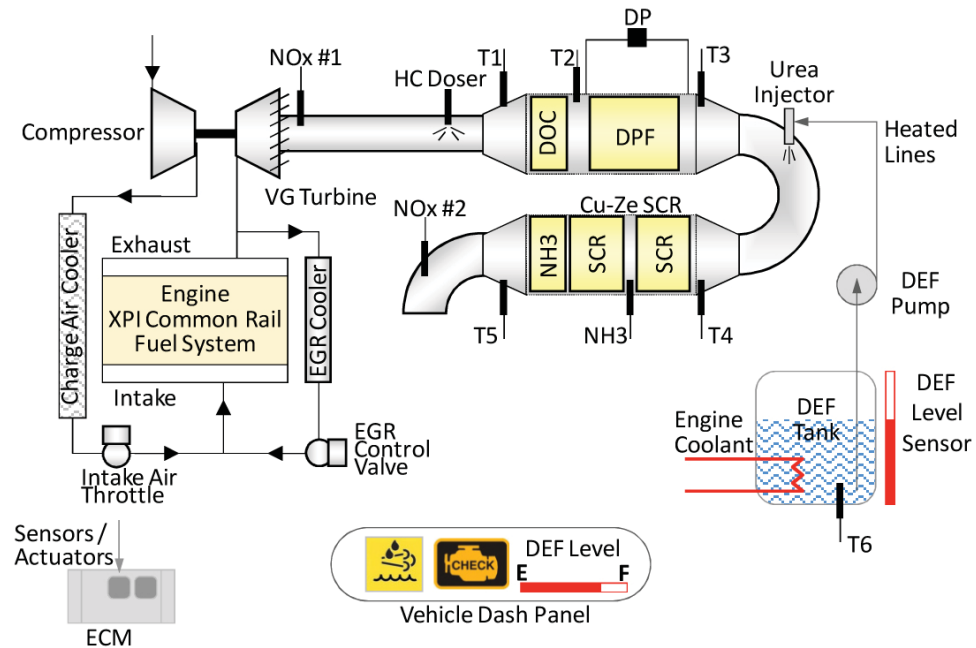 DP
NOx #1
T1
T2
T3
HC Doser
Urea
Injector
Compressor
DOC
DPF
Heated
Lines
VG Turbine
Cu-Ze SCR
NOx #2
Charge Air Cooler
Exhaust
Engine
XPI Common Rail
Fuel System
Intake
EGR Cooler
NH3
SCR
SCR
DEF
Pump
T5
NH3
T4
DEF
Level
Sensor
DEF
Tank
Engine
Coolant
EGR
Control
Valve
Intake Air
Throttle
T6
Sensors /
Actuators
ECM
CHECK
DEF Level
E
F
Vehicle Dash Panel